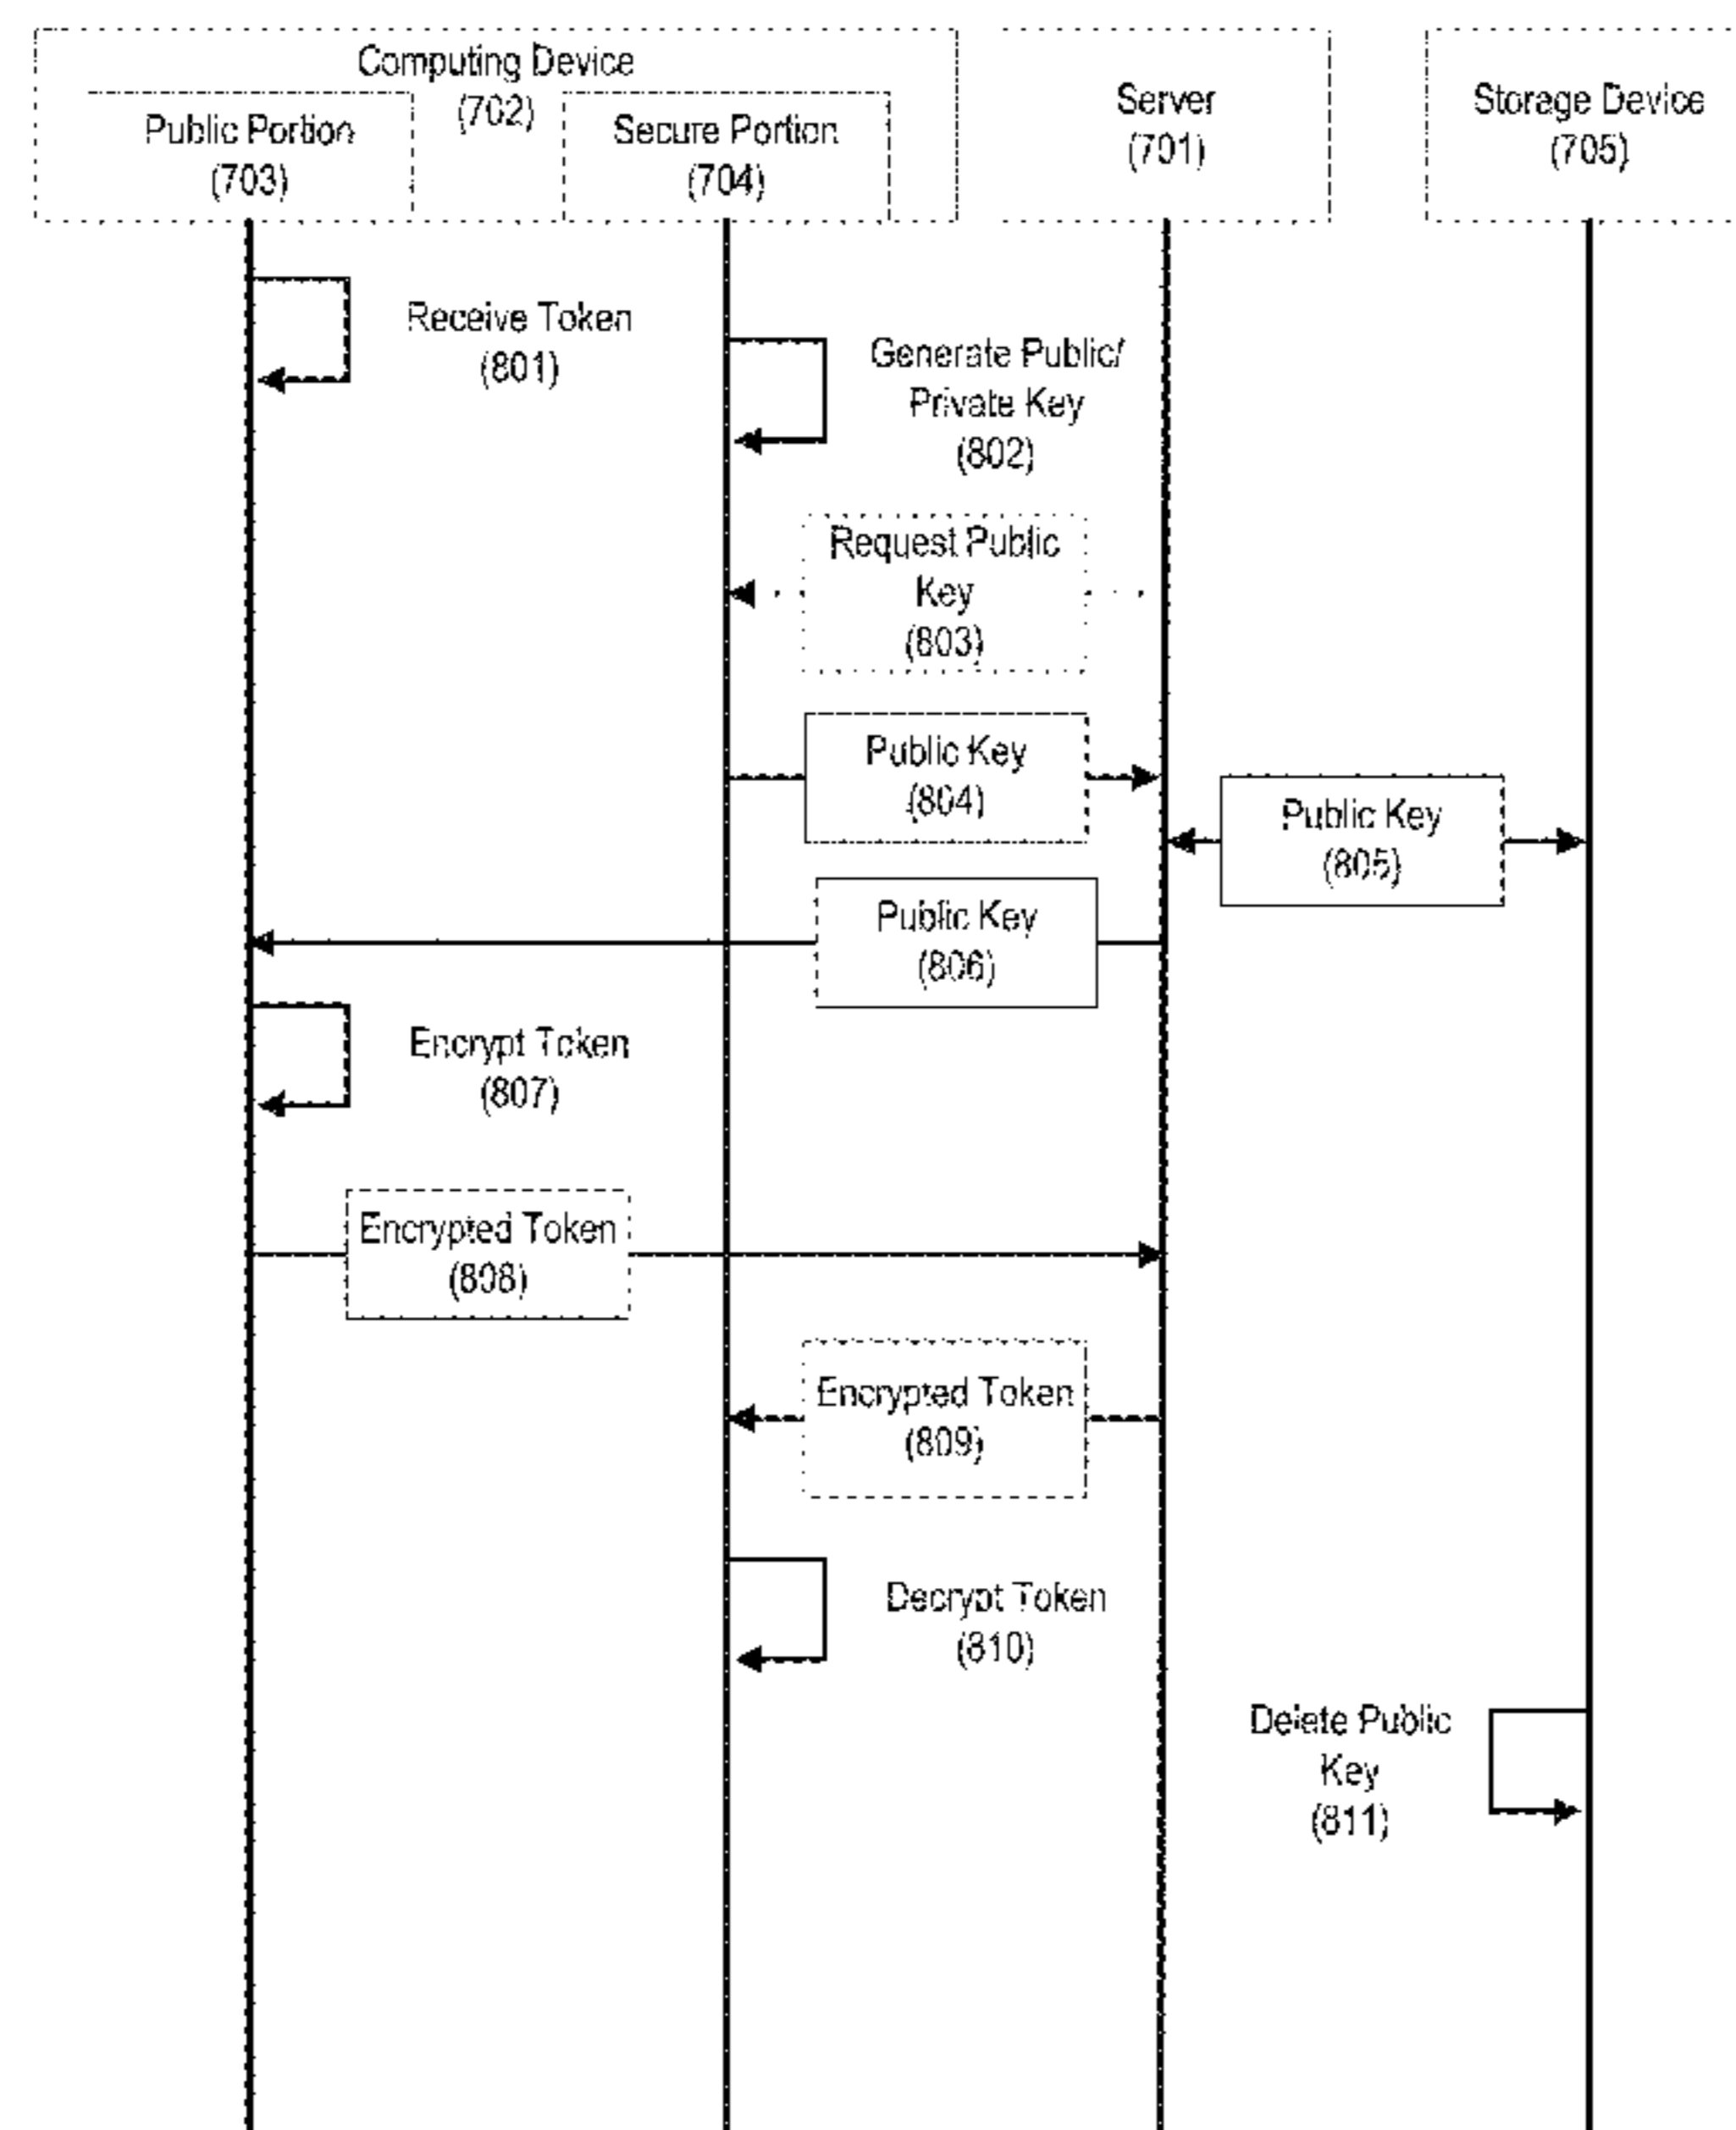 Computing Device
(702)
Public Portion
(703)
Secure Portion
(704)
Server
(701)
Storage Device
(705)
Receive Token
(801)
Generate Public/
Private Key
(802)
Request Public
Key
(803)
Public Key
(804)
Public Key
(805)
Public Key
(806)
Encrypt Token
(807)
Encrypted Token
(808)
Encrypted Token
(809)
Decrypt Token
(810)
Delete Public
Key
(811)